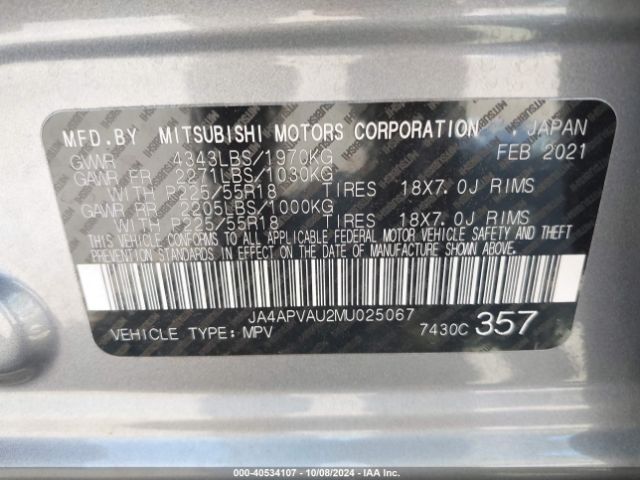 MFD.BY MITSUBISHI MOTORS CORPORATION JAPAN
GVWR 4343LBS/1970KG FEB 2021
GAWR FR 2271LBS/1030KG
WITH P225/55R18 TIRES 18X7.0J RIMS
GAWR RR 2205LBS/1000KG
WITH P225/55R18 TIRES 18X7.0J RIMS
THIS VEHICLE CONFORMS TO ALL APPLICABLE FEDERAL MOTOR VEHICLE SAFETY AND THEFT
PREVENTION STANDARDS IN EFFECT ON THE DATE OF MANUFACTURE SHOWN ABOVE.
JA4APVAU2MU025067
VEHICLE TYPE: MPV 7430C 357
000-40534107 - 10/08/2024 - IAA Inc.